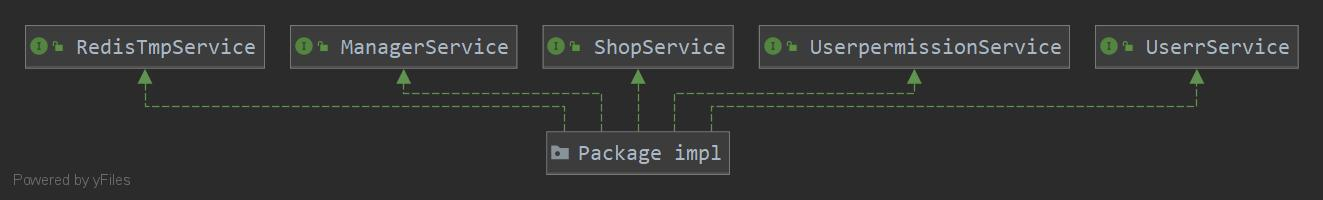 RedisTmpService
ManagerService
ShopService
UserpermissionService
UserrService
Package impl
Powered by yFiles